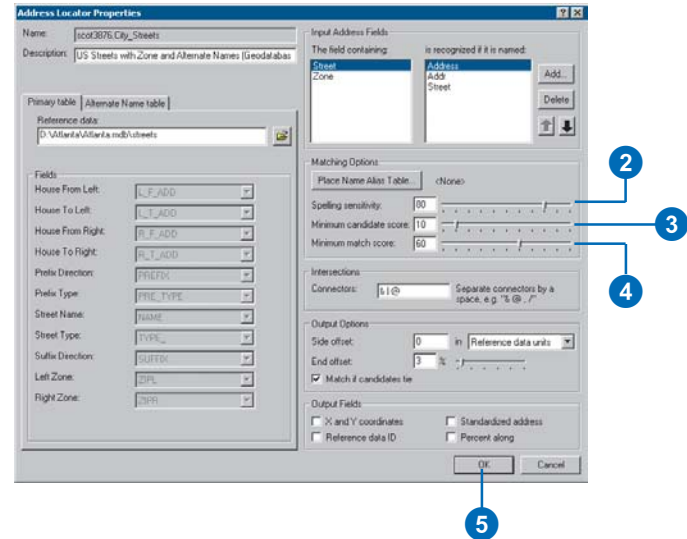 Address Locator Properties
Name: scot3876.City_Streets
Description: US Streets with Zone and Alternate Names (Geodatabas
Primary table Alternate Name table
Reference data:
D:\Atlanta\Atlanta.mdb\streets
Fields
House From Left: L_F_ADD
House To Left: L_T_ADD
House From Right: R_F_ADD
House To Right: R_T_ADD
Prefix Direction: PREFIX
Prefix Type: PRE_TYPE
Street Name: NAME
Street Type: TYPE_
Suffix Direction: SUFFIX
Left Zone: ZIPL
Right Zone: ZIPR
Input Address Fields
The field containing: is recognized if it is named:
Street
Zone
Address
Addr
Street
Add...
Delete
Matching Options
Place Name Alias Table... <None>
Spelling sensitivity: 80
Minimum candidate score: 10
Minimum match score: 60
2
3
4
Intersections
Connectors: & | @ Separate connectors by a
space, e.g. "& @ , /"
Output Options
Side offset: 0 in Reference data units
End offset: 3 %
Match if candidates tie
Output Fields
X and Y coordinates Standardized address
Reference data ID Percent along
OK Cancel
5